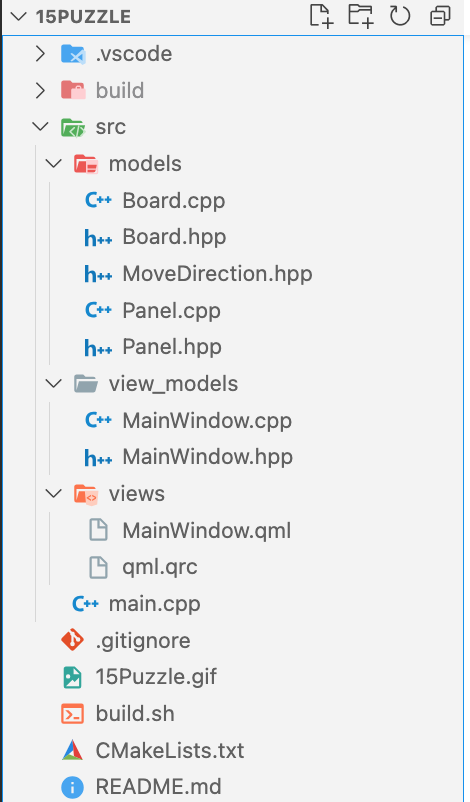 15PUZZLE
.vscode
build
src
models
C++ Board.cpp
h++ Board.hpp
h++ MoveDirection.hpp
C++ Panel.cpp
h++ Panel.hpp
view_models
C++ MainWindow.cpp
h++ MainWindow.hpp
views
MainWindow.qml
qml.qrc
C++ main.cpp
.gitignore
15Puzzle.gif
build.sh
CMakeLists.txt
README.md